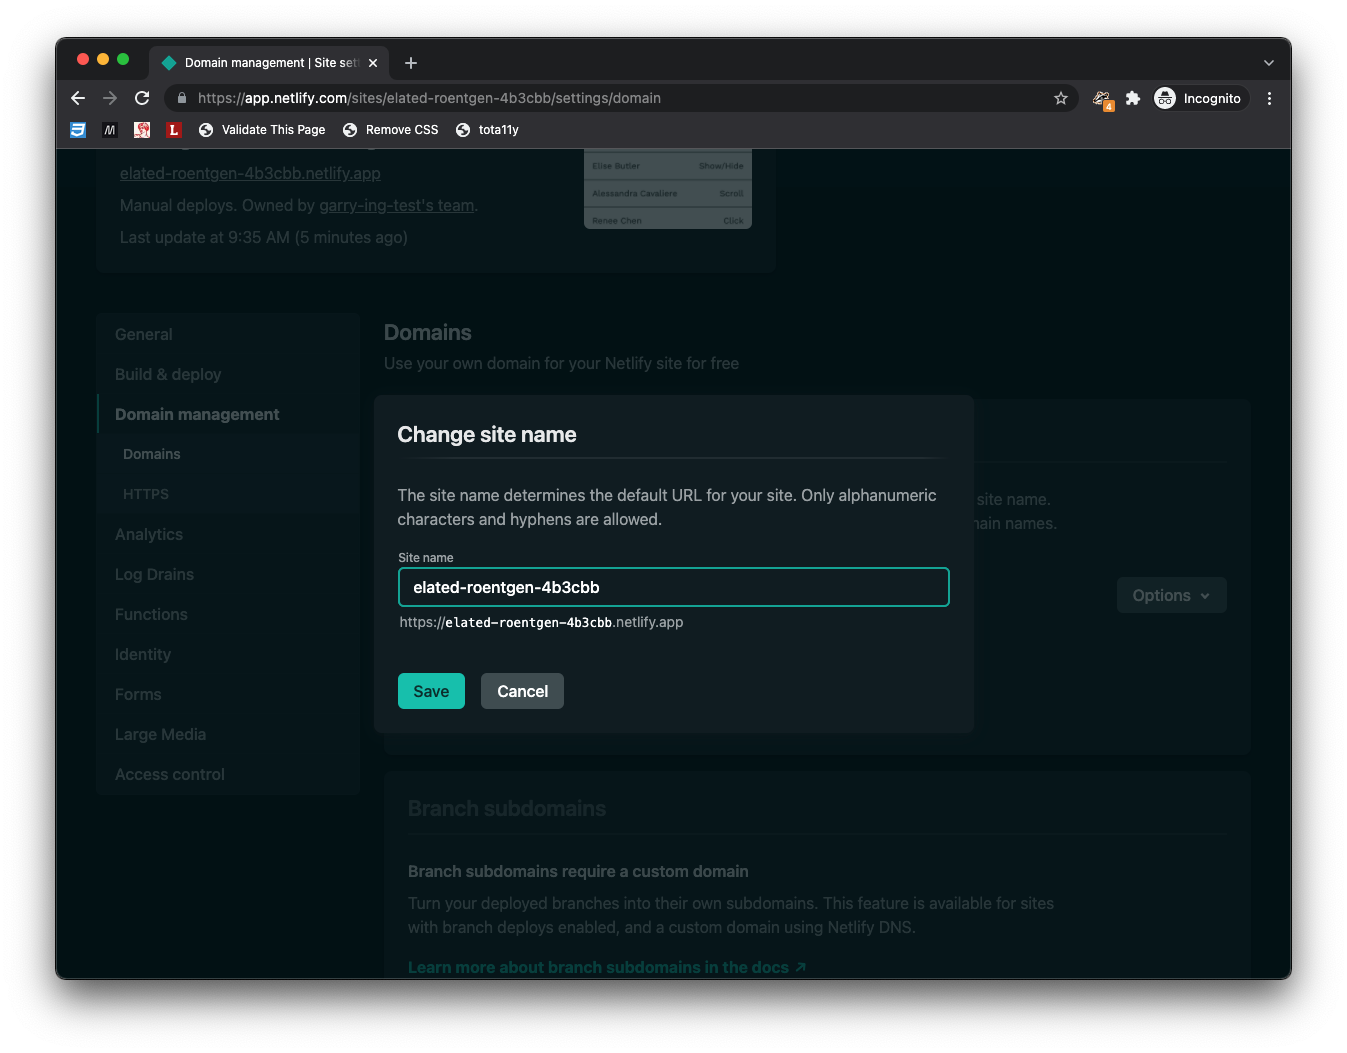 Domain management | Site set
https://app.netlify.com/sites/elated-roentgen-4b3cbb/settings/domain
4
Incognito
M
L
Validate This Page
Remove CSS
tota11y
elated-roentgen-4b3cbb.netlify.app
Manual deploys. Owned by garry-ing-test's team.
Last update at 9:35 AM (5 minutes ago)
Elise Butler Show/Hide
Alessandra Cavaliere Scroll
Renee Chen Click
General
Build & deploy
Domain management
Domains
HTTPS
Analytics
Log Drains
Functions
Identity
Forms
Large Media
Access control
Domains
Use your own domain for your Netlify site for free
site name.
main names.
Options
Change site name
The site name determines the default URL for your site. Only alphanumeric
characters and hyphens are allowed.
Site name
elated-roentgen-4b3cbb
https://elated-roentgen-4b3cbb.netlify.app
Save
Cancel
Branch subdomains
Branch subdomains require a custom domain
Turn your deployed branches into their own subdomains. This feature is available for sites
with branch deploys enabled, and a custom domain using Netlify DNS.
Learn more about branch subdomains in the docs